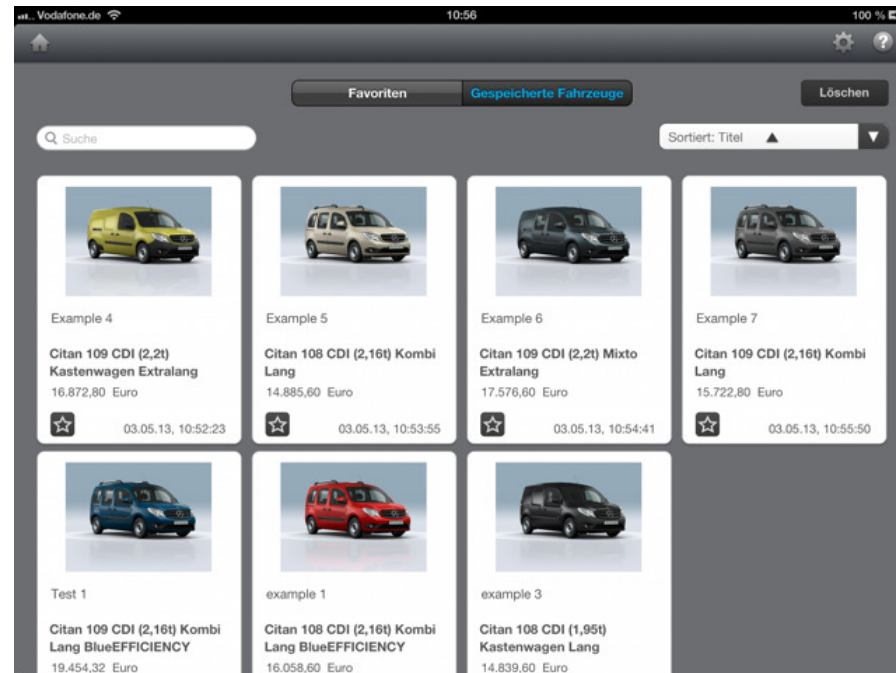 Vodafone.de
10:56
100 %
Favoriten
Gespeicherte Fahrzeuge
Löschen
Suche
Sortiert: Titel
Example 4
Citan 109 CDI (2,2t)
Kastenwagen Extralang
16.872,80 Euro
03.05.13, 10:52:23
Example 5
Citan 108 CDI (2,16t) Kombi
Lang
14.885,60 Euro
03.05.13, 10:53:55
Example 6
Citan 109 CDI (2,2t) Mixto
Extralang
17.576,60 Euro
03.05.13, 10:54:41
Example 7
Citan 109 CDI (2,16t) Kombi
Lang
15.722,80 Euro
03.05.13, 10:55:50
Test 1
Citan 109 CDI (2,16t) Kombi
Lang BlueEFFICIENCY
19.454,32 Euro
example 1
Citan 108 CDI (2,16t) Kombi
Lang BlueEFFICIENCY
16.058,60 Euro
example 3
Citan 108 CDI (1,95t)
Kastenwagen Lang
14.839,60 Euro